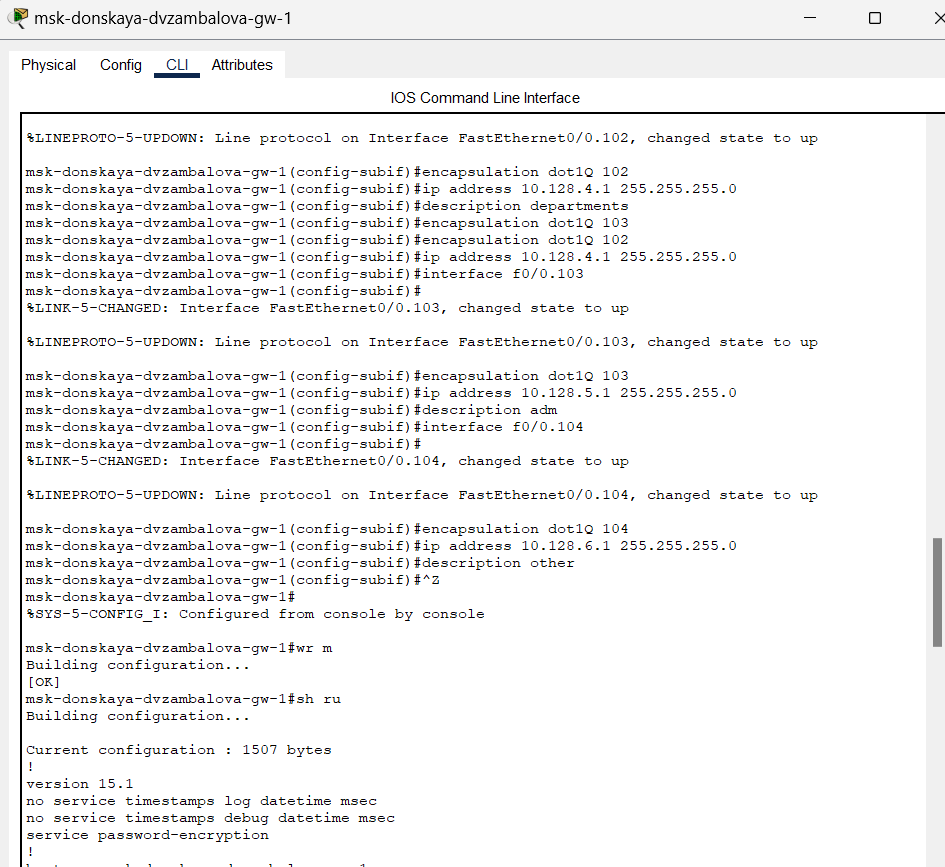 msk-donskaya-dvzambalova-gw-1
Physical Config CLI Attributes
IOS Command Line Interface
%LINEPROTO-5-UPDOWN: Line protocol on Interface FastEthernet0/0.102, changed state to up
msk-donskaya-dvzambalova-gw-1(config-subif)#encapsulation dot1Q 102
msk-donskaya-dvzambalova-gw-1(config-subif)#ip address 10.128.4.1 255.255.255.0
msk-donskaya-dvzambalova-gw-1(config-subif)#description departments
msk-donskaya-dvzambalova-gw-1(config-subif)#encapsulation dot1Q 103
msk-donskaya-dvzambalova-gw-1(config-subif)#encapsulation dot1Q 102
msk-donskaya-dvzambalova-gw-1(config-subif)#ip address 10.128.4.1 255.255.255.0
msk-donskaya-dvzambalova-gw-1(config-subif)#interface f0/0.103
msk-donskaya-dvzambalova-gw-1(config-subif)#
%LINK-5-CHANGED: Interface FastEthernet0/0.103, changed state to up
%LINEPROTO-5-UPDOWN: Line protocol on Interface FastEthernet0/0.103, changed state to up
msk-donskaya-dvzambalova-gw-1(config-subif)#encapsulation dot1Q 103
msk-donskaya-dvzambalova-gw-1(config-subif)#ip address 10.128.5.1 255.255.255.0
msk-donskaya-dvzambalova-gw-1(config-subif)#description adm
msk-donskaya-dvzambalova-gw-1(config-subif)#interface f0/0.104
msk-donskaya-dvzambalova-gw-1(config-subif)#
%LINK-5-CHANGED: Interface FastEthernet0/0.104, changed state to up
%LINEPROTO-5-UPDOWN: Line protocol on Interface FastEthernet0/0.104, changed state to up
msk-donskaya-dvzambalova-gw-1(config-subif)#encapsulation dot1Q 104
msk-donskaya-dvzambalova-gw-1(config-subif)#ip address 10.128.6.1 255.255.255.0
msk-donskaya-dvzambalova-gw-1(config-subif)#description other
msk-donskaya-dvzambalova-gw-1(config-subif)#^Z
msk-donskaya-dvzambalova-gw-1#
%SYS-5-CONFIG_I: Configured from console by console
msk-donskaya-dvzambalova-gw-1#wr m
Building configuration...
[OK]
msk-donskaya-dvzambalova-gw-1#sh ru
Building configuration...
Current configuration : 1507 bytes
!
version 15.1
no service timestamps log datetime msec
no service timestamps debug datetime msec
service password-encryption
!